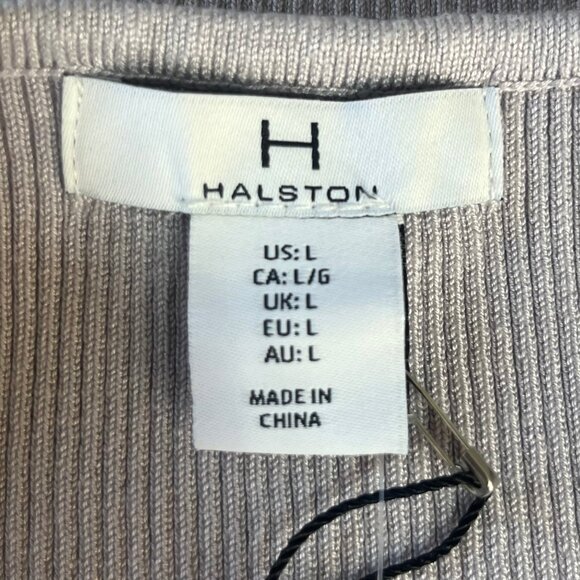 H
HALSTON
US: L
CA: L/G
UK: L
EU: L
AU: L
MADE IN
CHINA